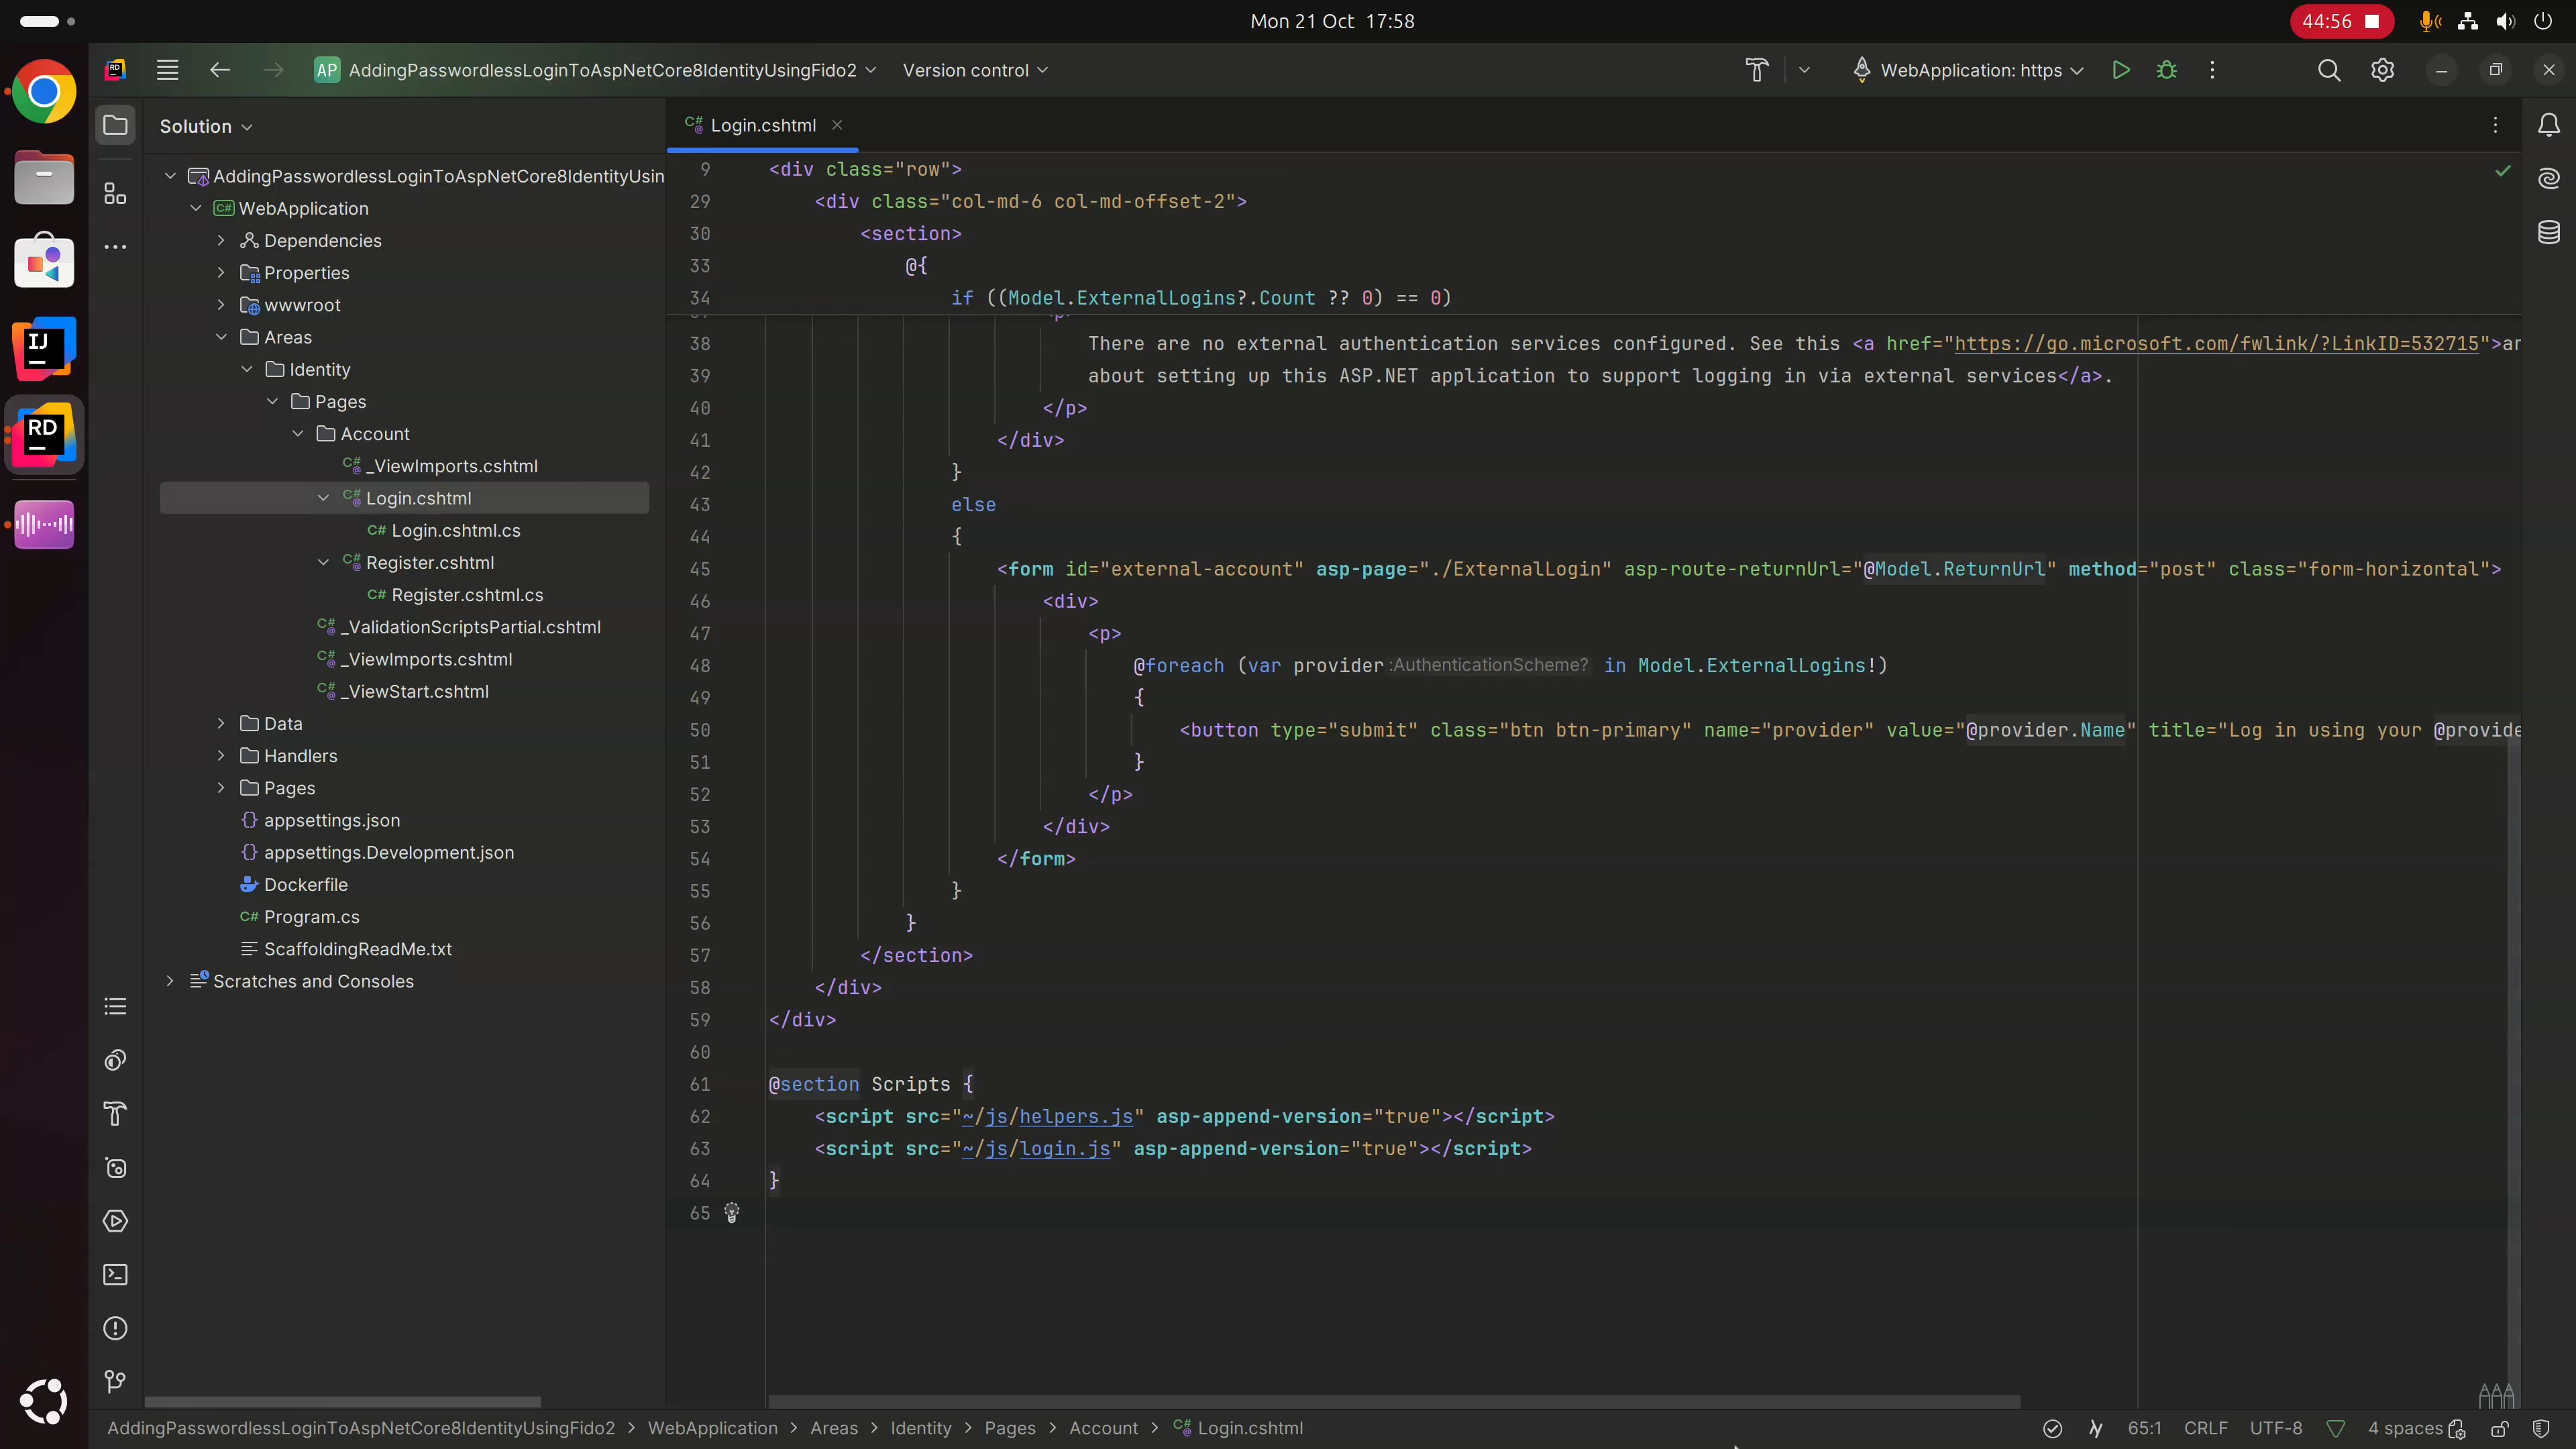 Mon 21 Oct 17:58
44:56
AP AddingPasswordlessLoginToAspNetCore8IdentityUsingFido2
Version control
WebApplication: https
Solution
AddingPasswordlessLoginToAspNetCore8IdentityUsin
WebApplication
Dependencies
Properties
wwwroot
Areas
Identity
Pages
Account
_ViewImports.cshtml
Login.cshtml
Login.cshtml.cs
Register.cshtml
Register.cshtml.cs
_ValidationScriptsPartial.cshtml
_ViewImports.cshtml
_ViewStart.cshtml
Data
Handlers
Pages
appsettings.json
appsettings.Development.json
Dockerfile
Program.cs
ScaffoldingReadMe.txt
Scratches and Consoles
Login.cshtml
9 <div class="row">
29 <div class="col-md-6 col-md-offset-2">
30 <section>
33 @{
34 if ((Model.ExternalLogins?.Count ?? 0) == 0)
38 There are no external authentication services configured. See this <a href="https://go.microsoft.com/fwlink/?LinkID=532715">ar
39 about setting up this ASP.NET application to support logging in via external services</a>.
40 </p>
41 </div>
42 }
43 else
44 {
45 <form id="external-account" asp-page="./ExternalLogin" asp-route-returnUrl="@Model.ReturnUrl" method="post" class="form-horizontal">
46 <div>
47 <p>
48 @foreach (var provider :AuthenticationScheme? in Model.ExternalLogins!)
49 {
50 <button type="submit" class="btn btn-primary" name="provider" value="@provider.Name" title="Log in using your @provide
51 }
52 </p>
53 </div>
54 </form>
55 }
56 }
57 </section>
58 </div>
59 </div>
60
61 @section Scripts {
62 <script src="~/js/helpers.js" asp-append-version="true"></script>
63 <script src="~/js/login.js" asp-append-version="true"></script>
64 }
65
AddingPasswordlessLoginToAspNetCore8IdentityUsingFido2 > WebApplication > Areas > Identity > Pages > Account > Login.cshtml
65:1 CRLF UTF-8 4 spaces